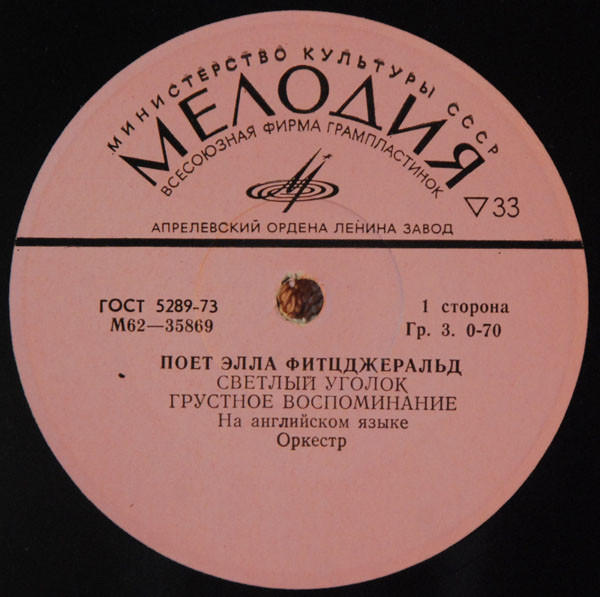 МИНИСТЕРСТВО КУЛЬТУРЫ СССР
МЕЛОДИЯ
ВСЕСОЮЗНАЯ ФИРМА ГРАМПЛАСТИНОК
▽33
АПРЕЛЕВСКИЙ ОРДЕНА ЛЕНИНА ЗАВОД
ГОСТ 5289-73
М62—35869
1 сторона
Гр. 3. 0-70
ПОЕТ ЭЛЛА ФИТЦДЖЕРАЛЬД
СВЕТЛЫЙ УГОЛОК
ГРУСТНОЕ ВОСПОМИНАНИЕ
На английском языке
Оркестр